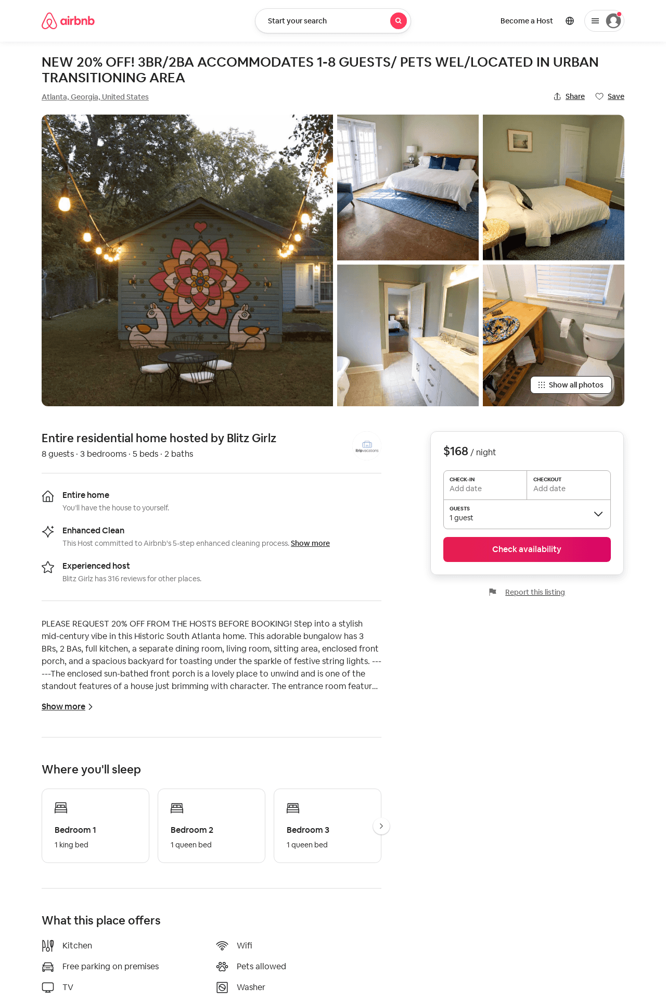 airbnb
Start your search
Become a Host
NEW 20% OFF! 3BR/2BA ACCOMMODATES 1-8 GUESTS/ PETS WEL/LOCATED IN URBAN
TRANSITIONING AREA
Atlanta, Georgia, United States
Share
Save
Show all photos
Entire residential home hosted by Blitz Girlz
8 guests · 3 bedrooms · 5 beds · 2 baths
itripvacations
Entire home
You’ll have the house to yourself.
Enhanced Clean
This Host committed to Airbnb's 5-step enhanced cleaning process. Show more
Experienced host
Blitz Girlz has 316 reviews for other places.
$168 / night
CHECK-IN
Add date
CHECKOUT
Add date
GUESTS
1 guest
Check availability
Report this listing
PLEASE REQUEST 20% OFF FROM THE HOSTS BEFORE BOOKING! Step into a stylish
mid-century vibe in this Historic South Atlanta home. This adorable bungalow has 3
BRs, 2 BAs, full kitchen, a separate dining room, living room, sitting area, enclosed front
porch, and a spacious backyard for toasting under the sparkle of festive string lights. ---
---The enclosed sun-bathed front porch is a lovely place to unwind and is one of the
standout features of a house just brimming with character. The entrance room featur...
Show more
Where you'll sleep
Bedroom 1
1 king bed
Bedroom 2
1 queen bed
Bedroom 3
1 queen bed
What this place offers
Kitchen
Wifi
Free parking on premises
Pets allowed
TV
Washer